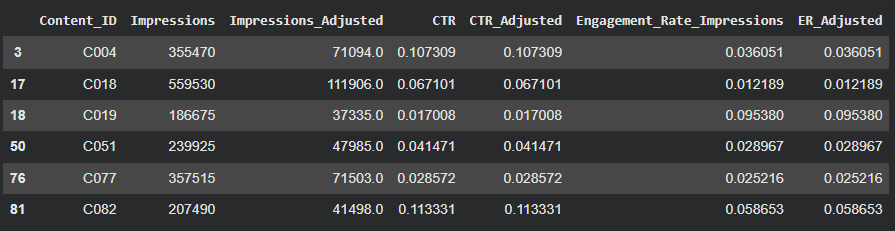 Content_ID Impressions Impressions_Adjusted CTR CTR_Adjusted Engagement_Rate_Impressions ER_Adjusted
3 C004 355470 71094.0 0.107309 0.107309 0.036051 0.036051
17 C018 559530 111906.0 0.067101 0.067101 0.012189 0.012189
18 C019 186675 37335.0 0.017008 0.017008 0.095380 0.095380
50 C051 239925 47985.0 0.041471 0.041471 0.028967 0.028967
76 C077 357515 71503.0 0.028572 0.028572 0.025216 0.025216
81 C082 207490 41498.0 0.113331 0.113331 0.058653 0.058653